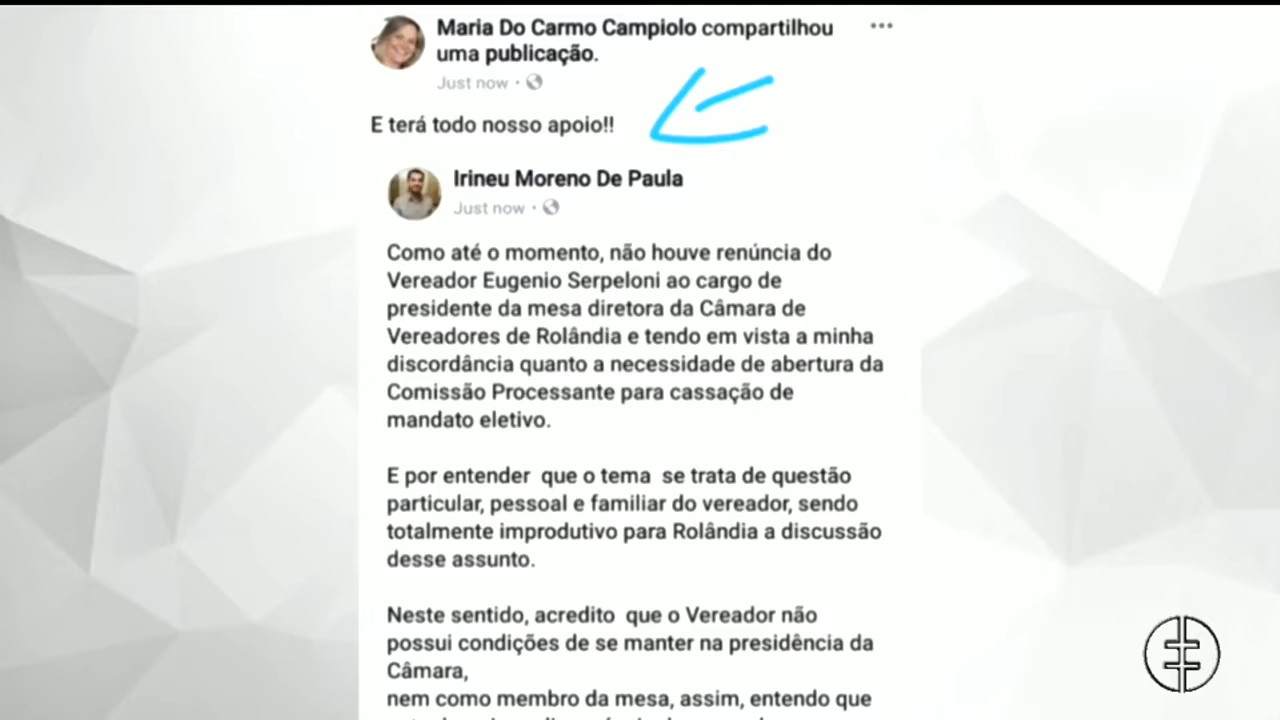 Maria Do Carmo Campiolo compartilhou
uma publicação.
Just now
E terá todo nosso apoio!!
Irineu Moreno De Paula
Just now
Como até o momento, não houve renúncia do
Vereador Eugenio Serpeloni ao cargo de
presidente da mesa diretora da Câmara de
Vereadores de Rolândia e tendo em vista a minha
discordância quanto a necessidade de abertura da
Comissão Processante para cassação de
mandato eletivo.
E por entender  que o tema  se trata de questão
particular, pessoal e familiar do vereador, sendo
totalmente improdutivo para Rolândia a discussão
desse assunto.
Neste sentido, acredito  que o Vereador não
possui condições de se manter na presidência da
Câmara,
nem como membro da mesa, assim, entendo que